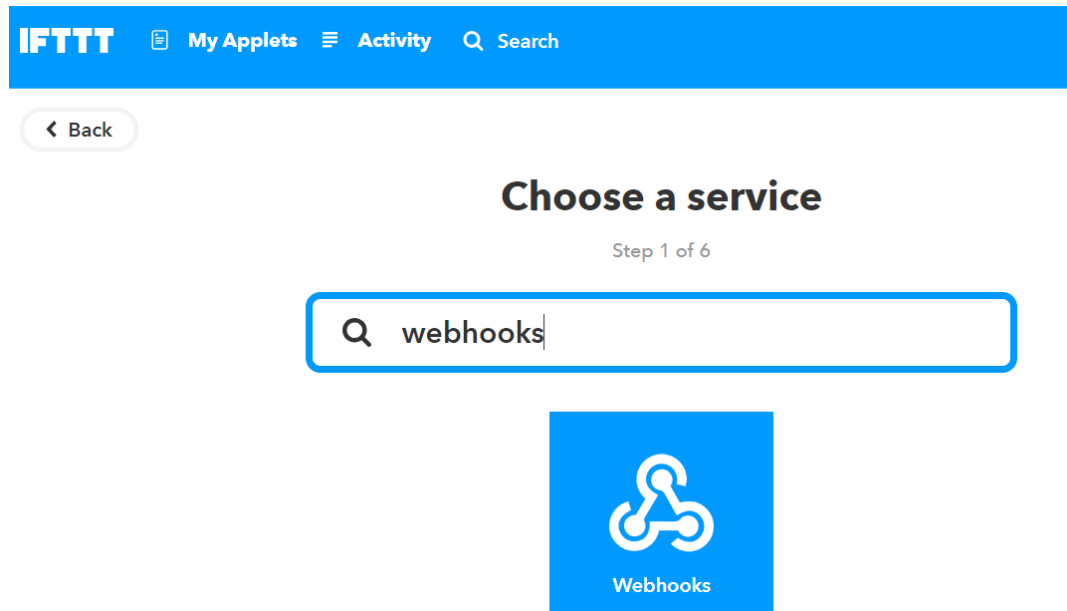 IFTTT My Applets Activity Search
Back
Choose a service
Step 1 of 6
webhooks
Webhooks